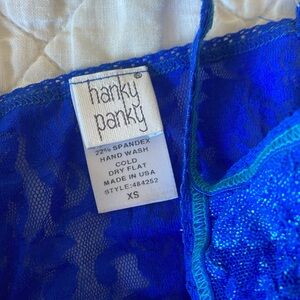 hanky®
panky
22% SPANDEX
HAND WASH
COLD
DRY FLAT
MADE IN USA
STYLE:484252
XS